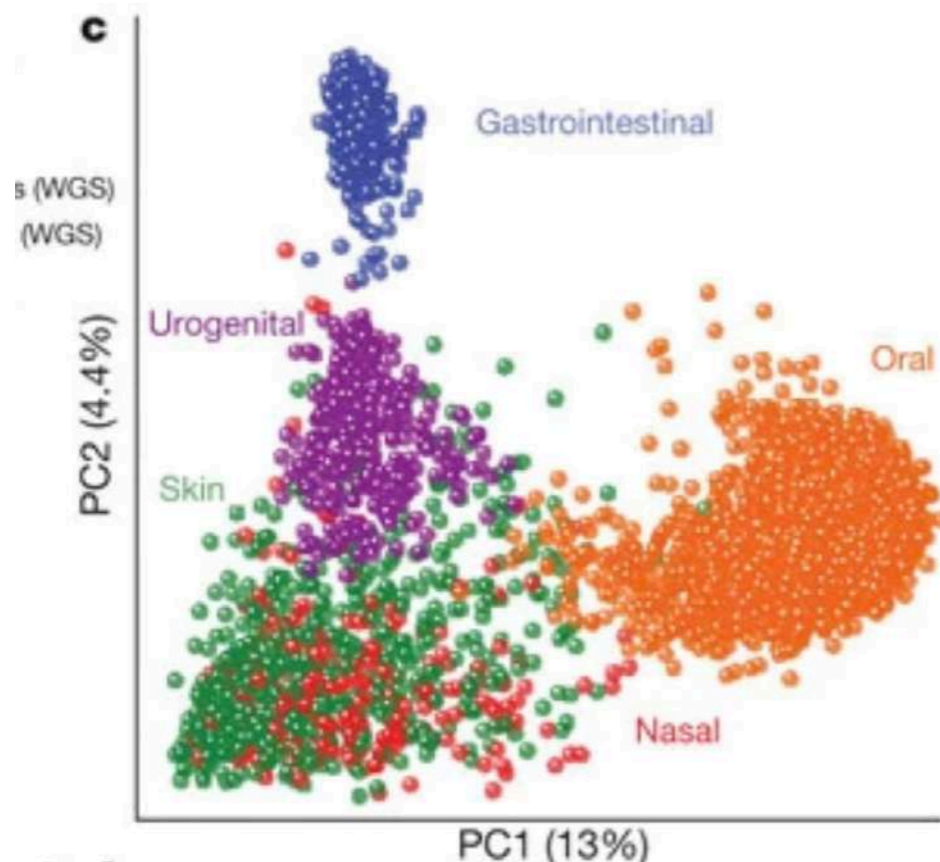 c
Gastrointestinal
s (WGS)
(WGS)
Urogenital
Oral
PC2 (4.4%)
Skin
Nasal
PC1 (13%)